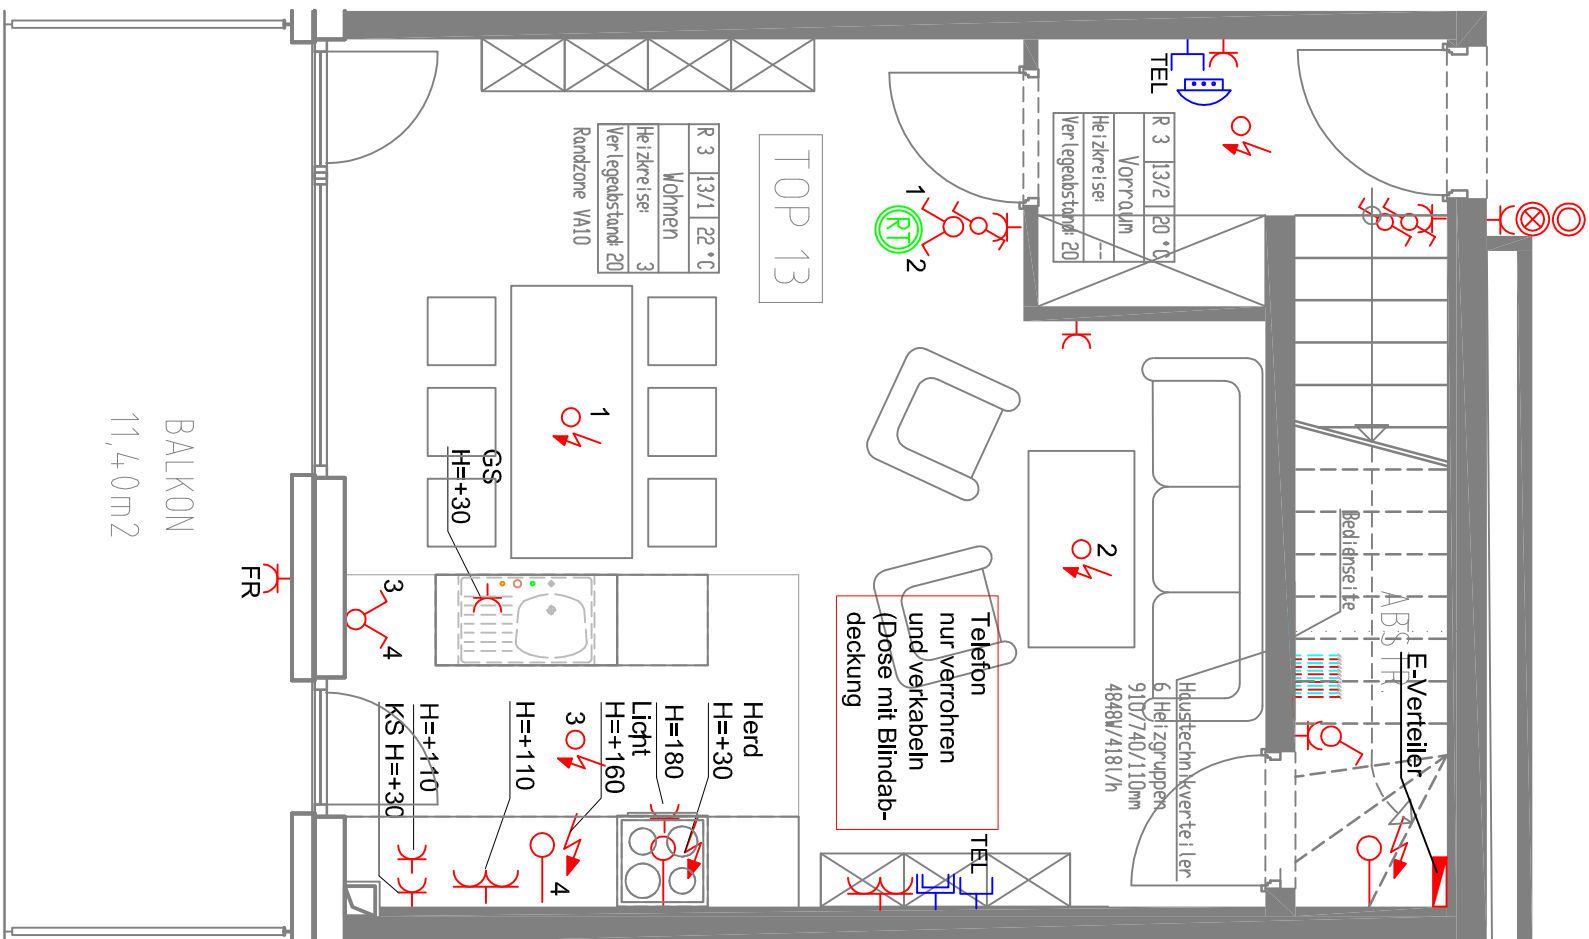 TEL
R 3 13/2 20 °C
Vorraum
Heizkreise: --
Verlegeabstand: 20
R 3 13/1 22 °C
Wohnen
Heizkreise: 3
Verlegeabstand: 20
Randzone VA10
TOP 13
1
RT
2
1
GS
H=+30
BALKON
11,40m2
FR
3
4
2
Telefon
nur verrohren
und verkabeln
(Dose mit Blindab-
deckung
Bedienseite
ABSTR.
E-Verteiler
Haustechnikverteiler
6 Heizgruppen
910/740/110mm
4848W/418l/h
Herd
H=+30
H=180
Licht
H=+160
3
H=+110
H=+110
KS H=+30
4
TEL